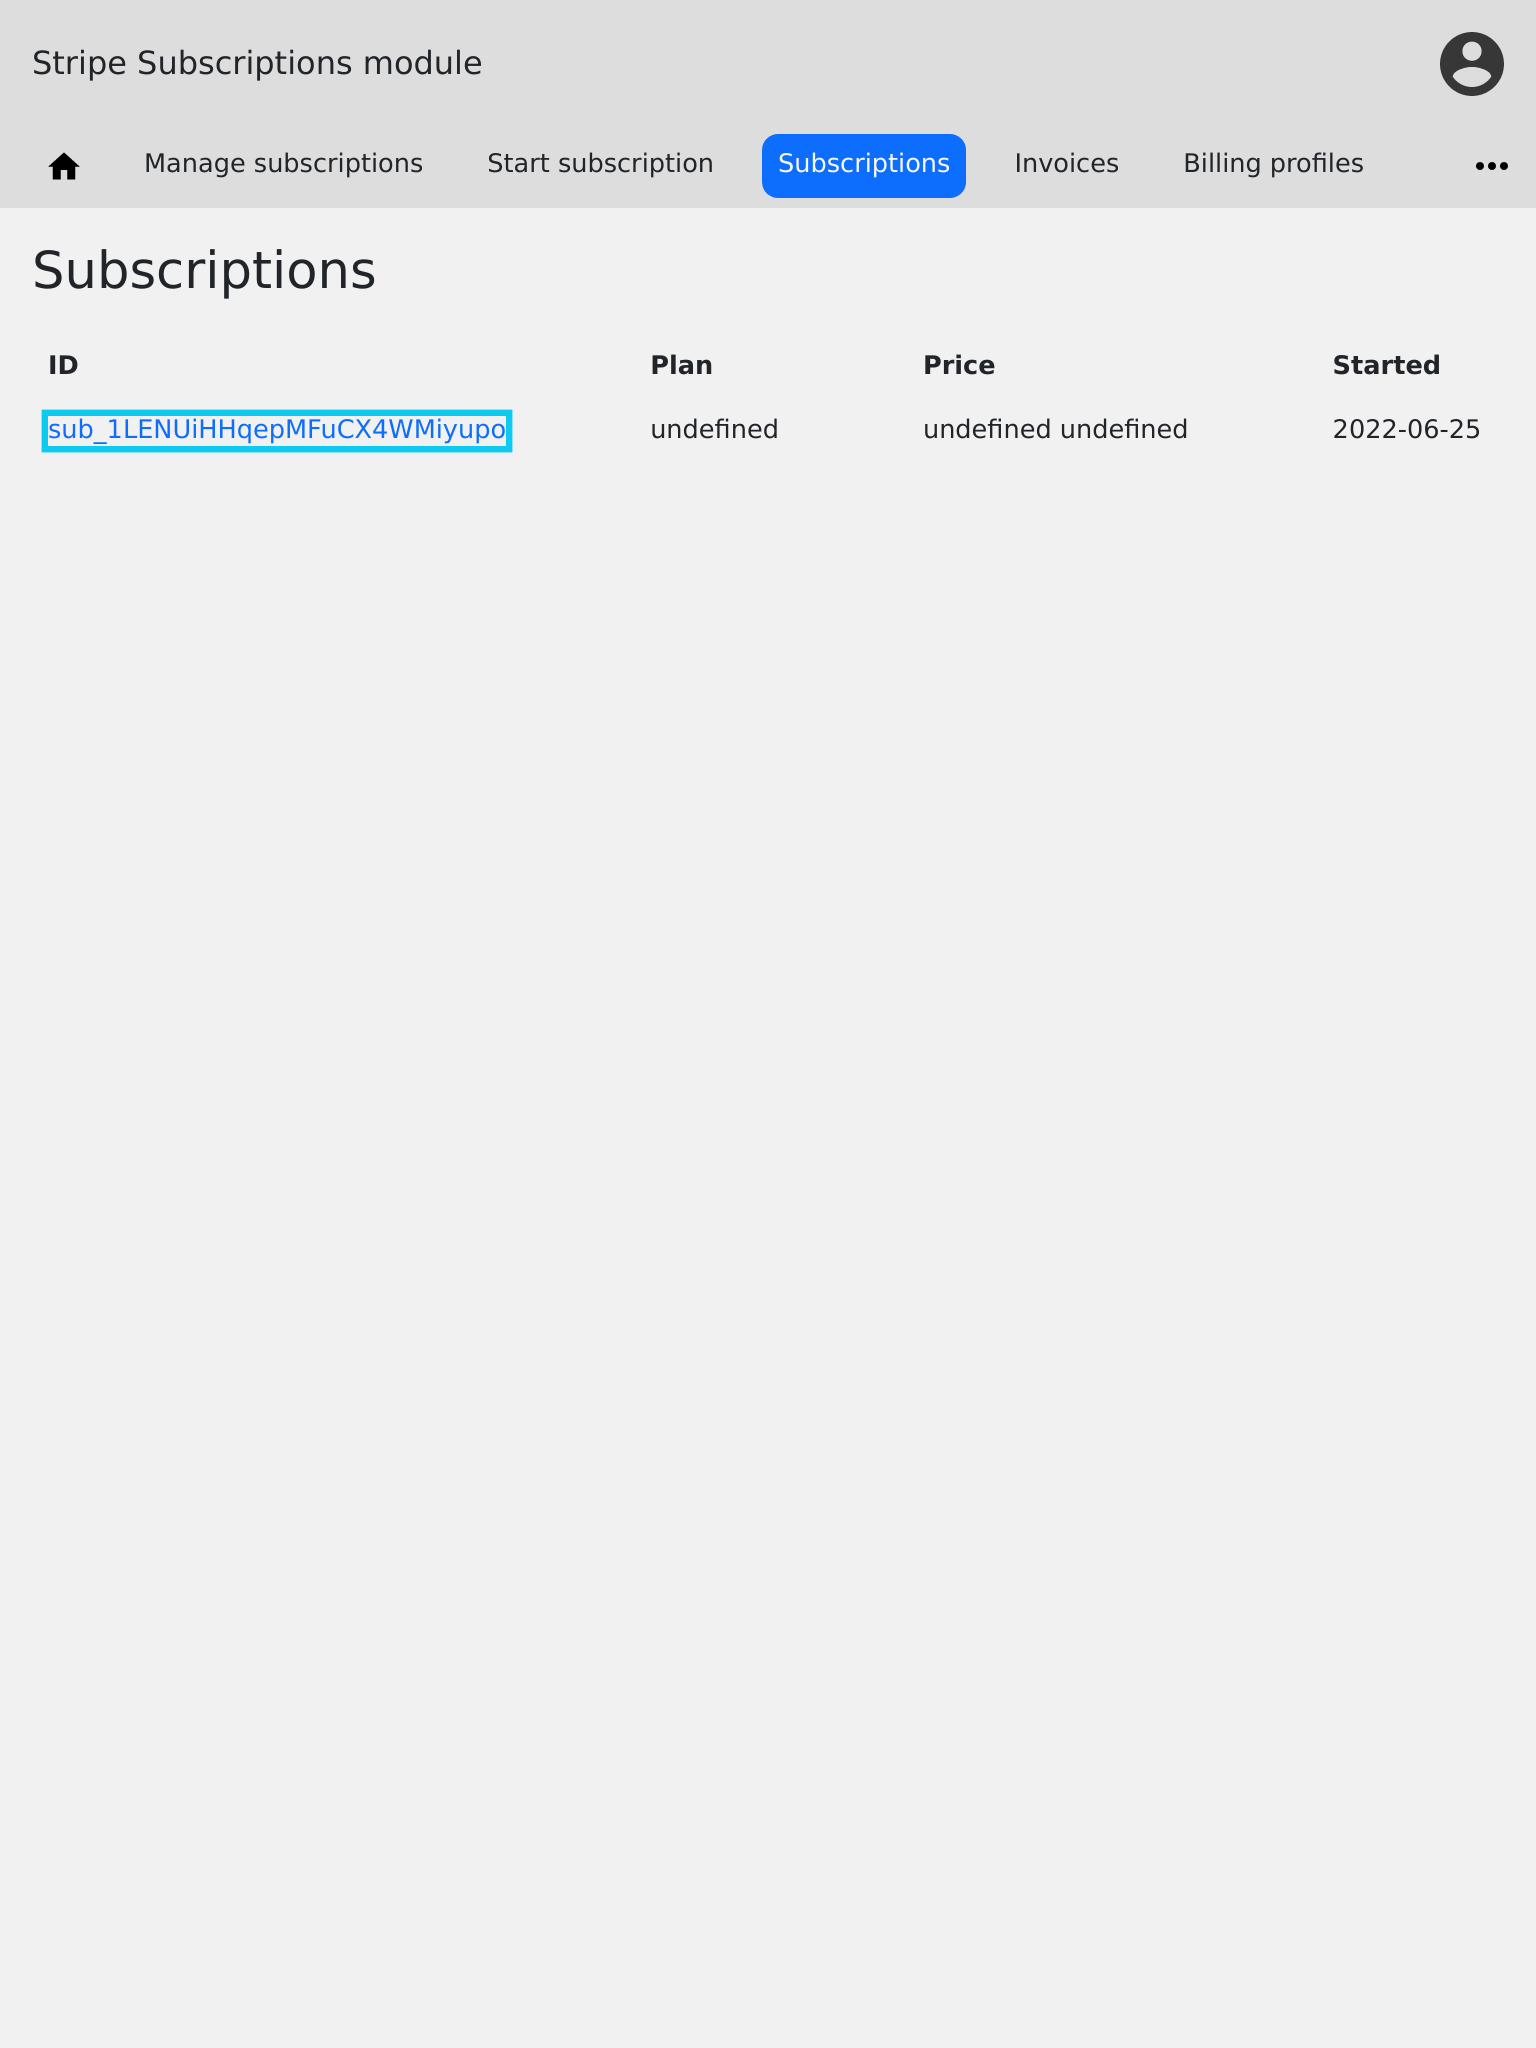 Stripe Subscriptions module
Manage subscriptions Start subscription Subscriptions Invoices Billing profiles
Subscriptions
ID Plan Price Started
sub_1LENUiHHqepMFuCX4WMiyupo undefined undefined undefined 2022-06-25